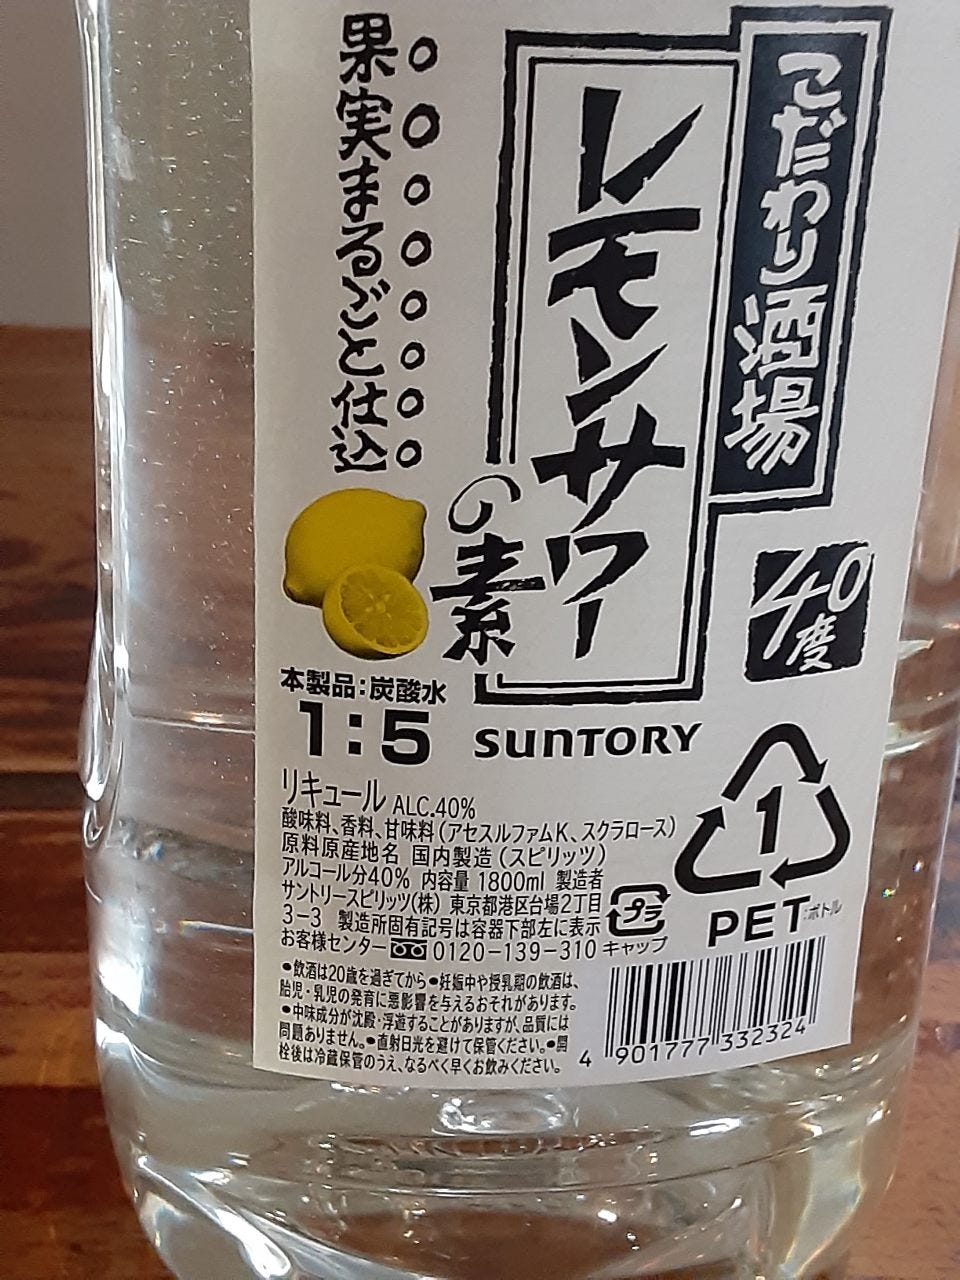 こだわり酒場
レモンサワー
の素
果実まるごと仕込
40度
本製品:炭酸水
1:5
SUNTORY
リキュール ALC.40%
酸味料、香料、甘味料(アセスルファムK、スクラロース)
原料原産地名 国内製造(スピリッツ)
アルコール分40% 内容量 1800ml 製造者
サントリースピリッツ(株) 東京都港区台場2丁目
3-3 製造所固有記号は容器下部左に表示
お客様センター 0120-139-310
プラ
キャップ
1
PET:ボトル
●飲酒は20歳を過ぎてから●妊娠中や授乳期の飲酒は、
胎児・乳児の発育に悪影響を与えるおそれがあります。
●中味成分が沈殿・浮遊することがありますが、品質には
問題ありません。●直射日光を避けて保管ください。●開
栓後は冷蔵保管のうえ、なるべく早くお飲みください。
4 901777 332324